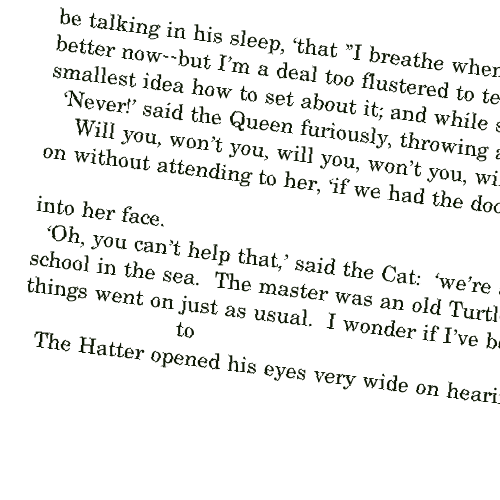 be talking in his sleep, ‘that ”I breathe when
better now--but I’m a deal too flustered to te
smallest idea how to set about it; and while s
‘Never!’ said the Queen furiously, throwing a
Will you, won’t you, will you, won’t you, wi
on without attending to her, ‘if we had the doo
into her face.
‘Oh, you can’t help that,’ said the Cat: ‘we’re
school in the sea. The master was an old Turtl
things went on just as usual. I wonder if I’ve b
to
The Hatter opened his eyes very wide on heari